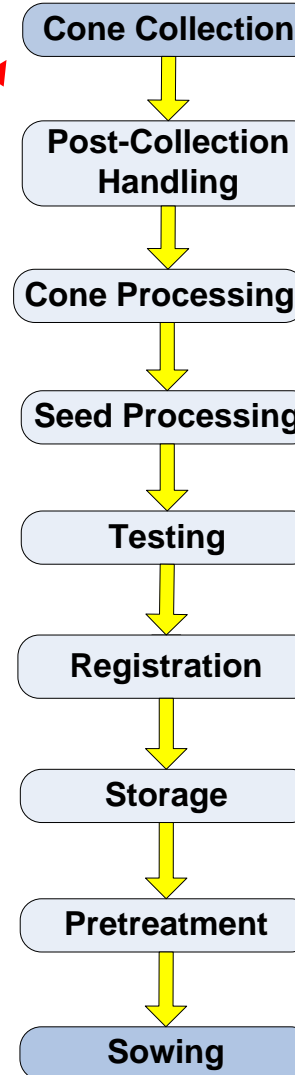 Cone Collection
Post-Collection
Handling
Cone Processing
Seed Processing
Testing
Registration
Storage
Pretreatment
Sowing